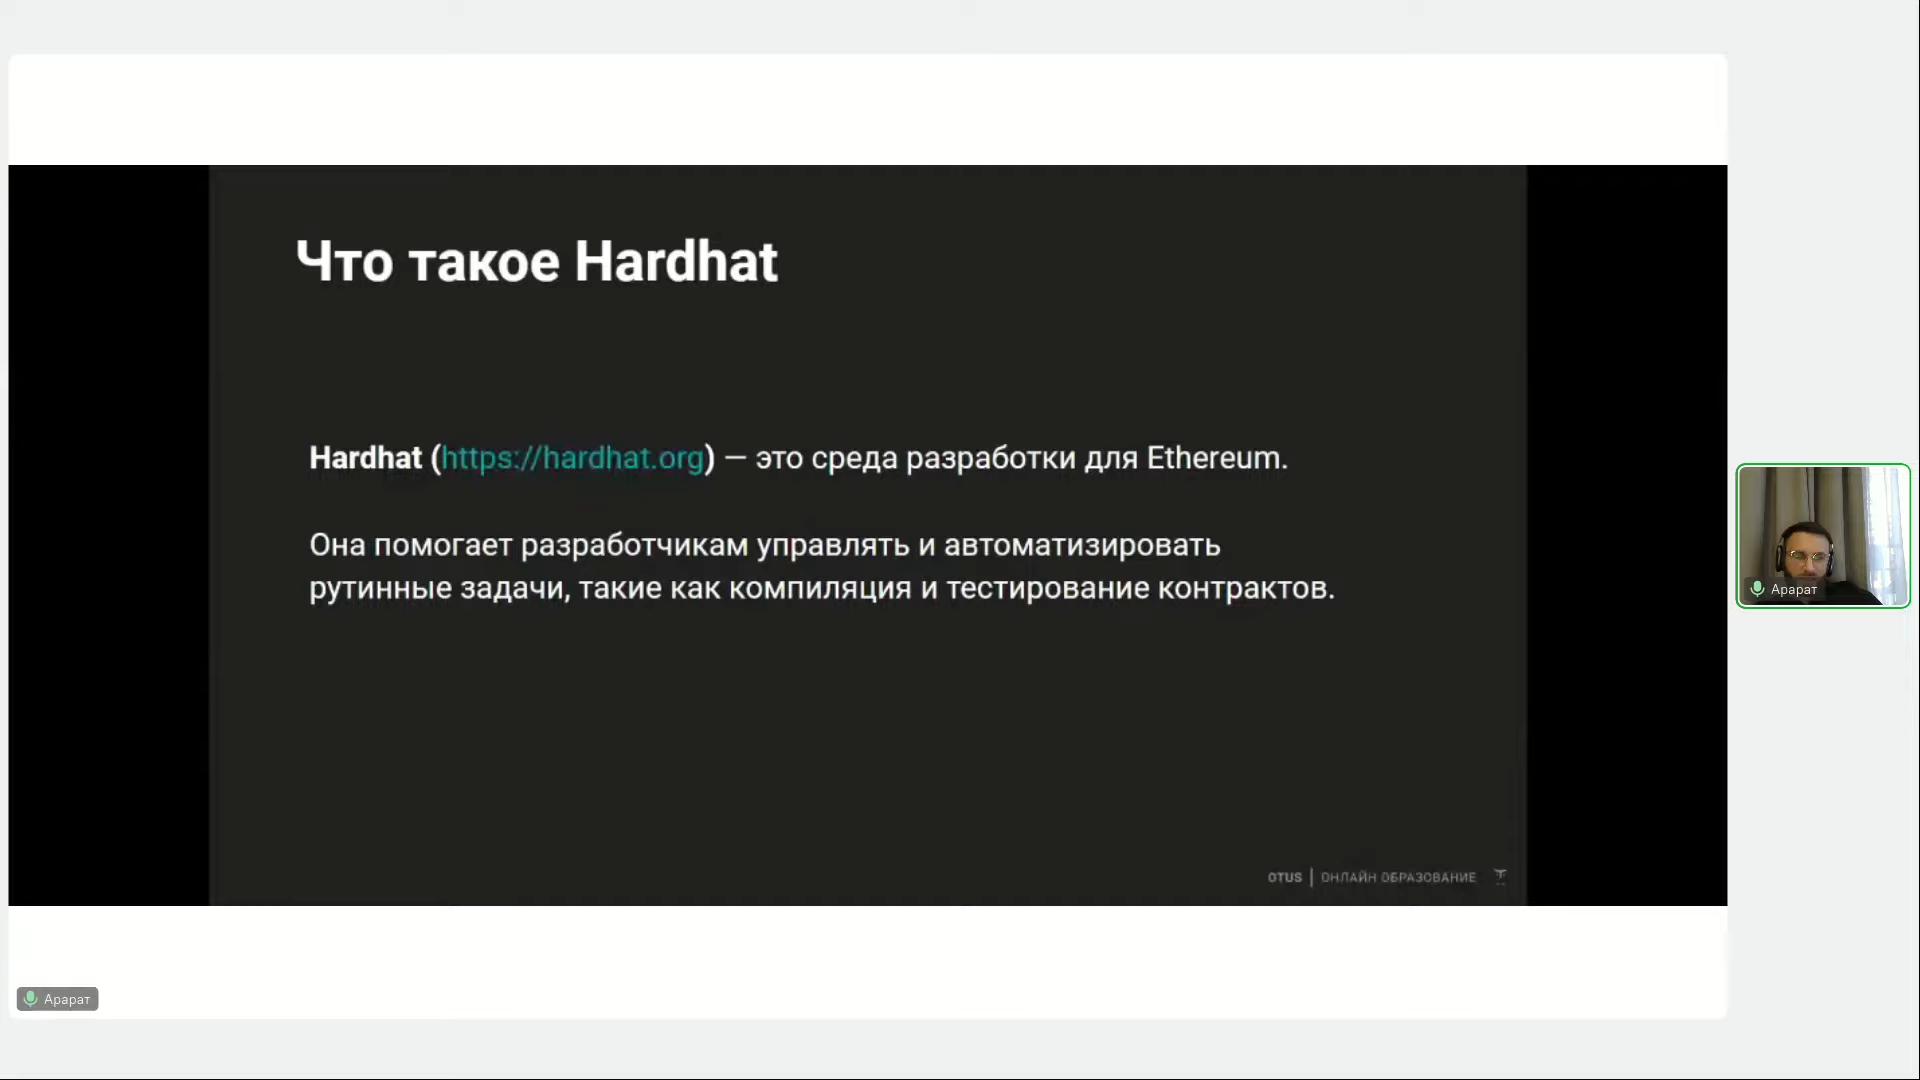 Что такое Hardhat
Hardhat (https://hardhat.org) — это среда разработки для Ethereum.
Она помогает разработчикам управлять и автоматизировать
рутинные задачи, такие как компиляция и тестирование контрактов.
OTUS | ОНЛАЙН ОБРАЗОВАНИЕ
Арарат
Арарат